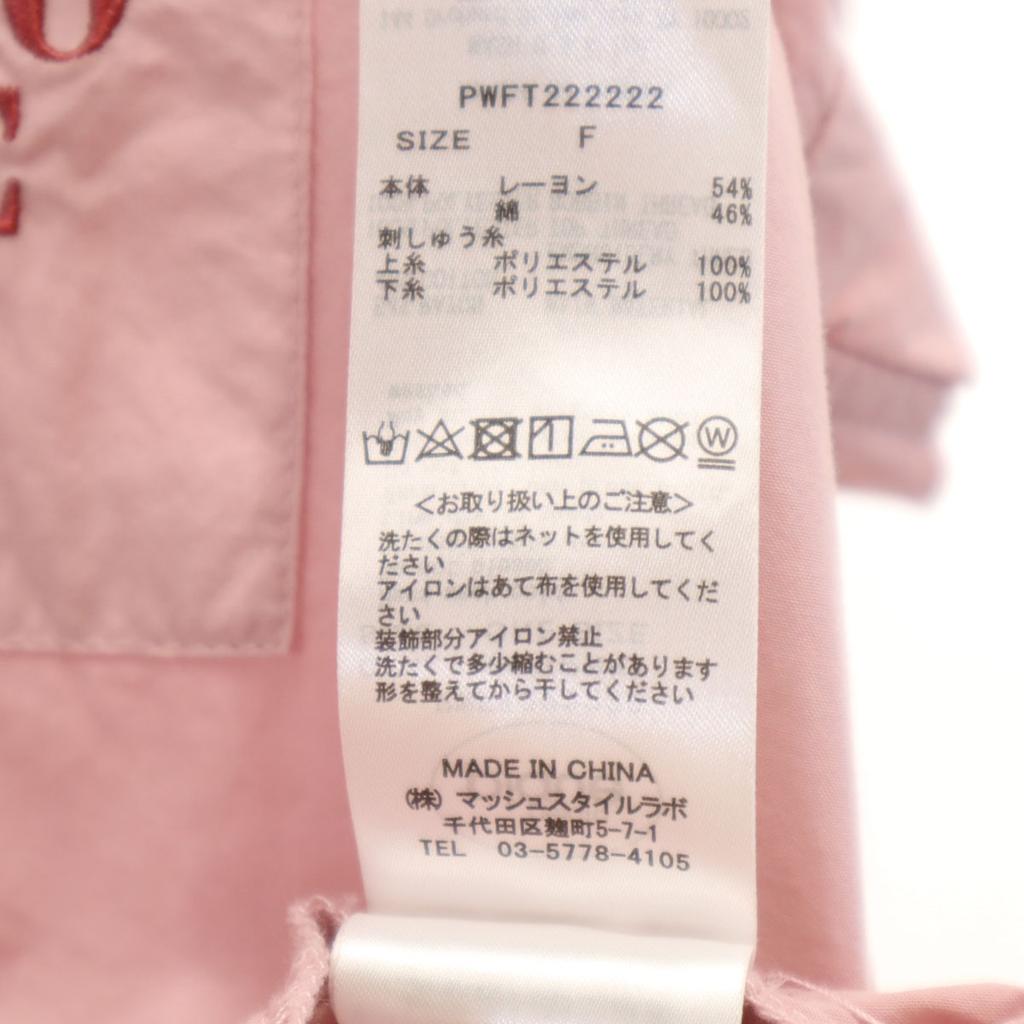 PWFT222222
SIZE F
本体 レーヨン 54%
綿 46%
刺しゅう糸
上糸 ポリエステル 100%
下糸 ポリエステル 100%
W
<お取り扱い上のご注意>
洗たくの際はネットを使用してく
ださい
アイロンはあて布を使用してくだ
さい
装飾部分アイロン禁止
洗たくで多少縮むことがあります
形を整えてから干してください
MADE IN CHINA
㈱ マッシュスタイルラボ
千代田区麹町5-7-1
TEL 03-5778-4105